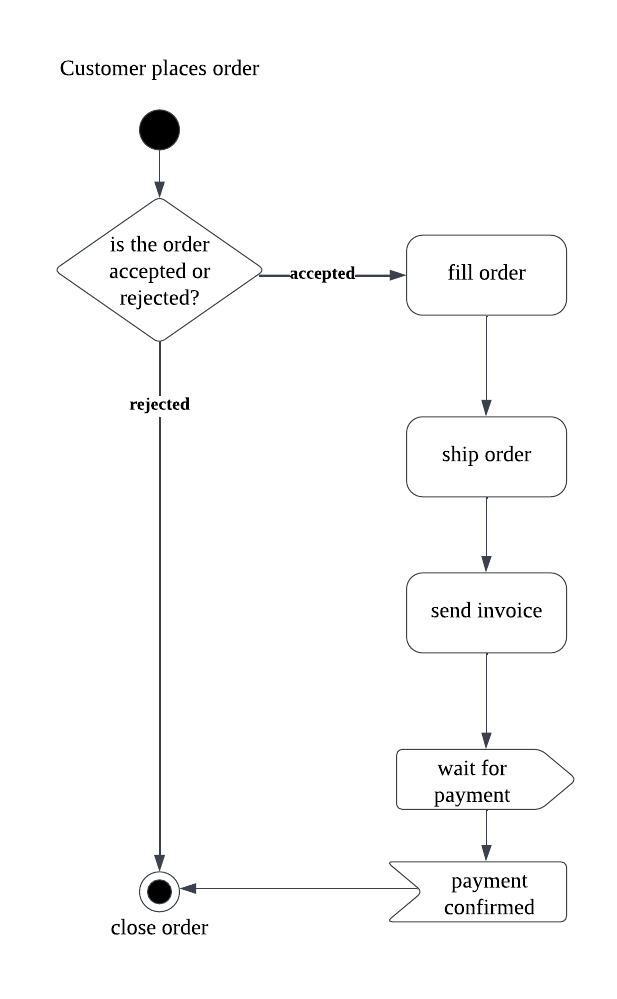 Customer places order
is the order
accepted or
rejected?
accepted
fill order
rejected
ship order
send invoice
wait for
payment
payment
confirmed
close order